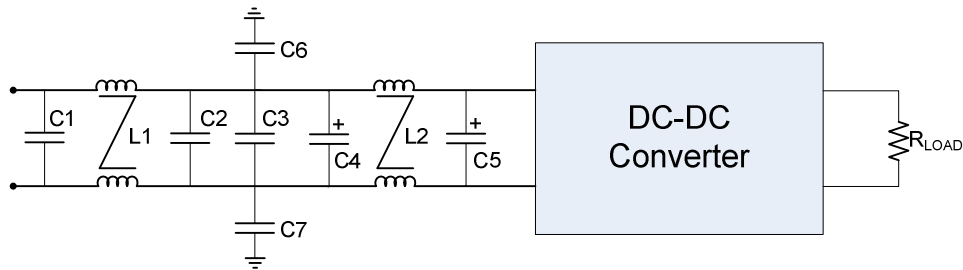 C6
C1
L1
C2
C3
+
C4
L2
+
C5
DC-DC
Converter
RLOAD
C7